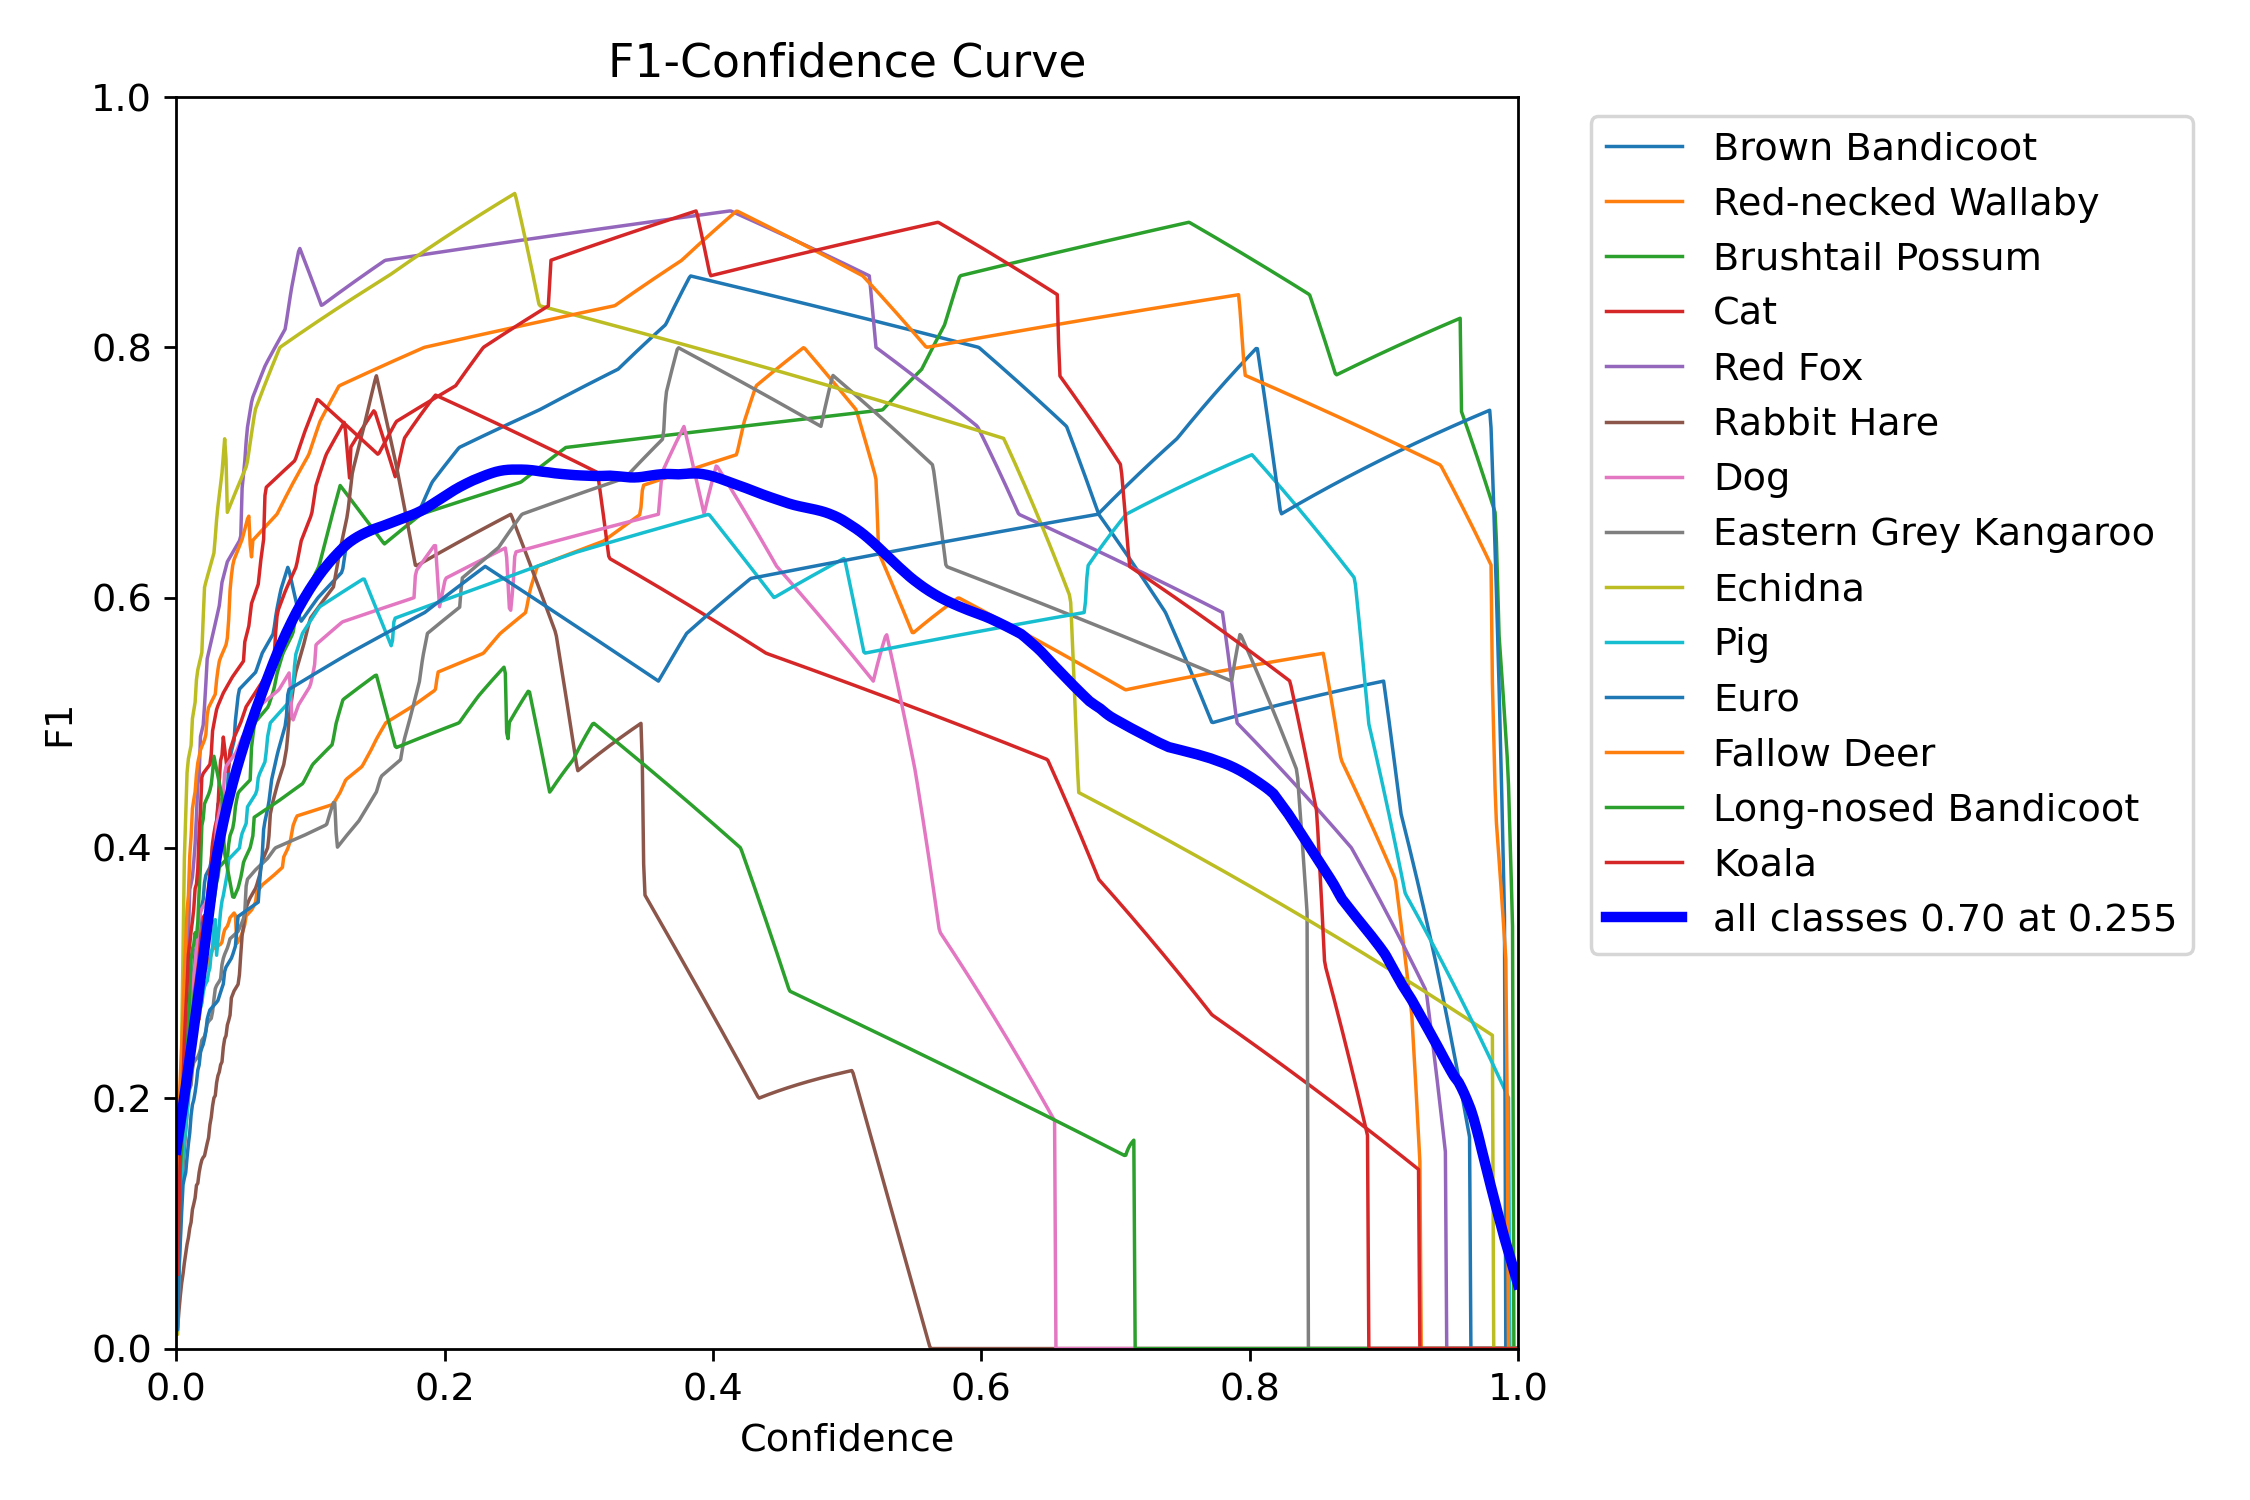 F1-Confidence Curve
1.0
0.8
0.6
0.4
0.2
0.0
F1
0.0 0.2 0.4 0.6 0.8 1.0
Confidence
Brown Bandicoot
Red-necked Wallaby
Brushtail Possum
Cat
Red Fox
Rabbit Hare
Dog
Eastern Grey Kangaroo
Echidna
Pig
Euro
Fallow Deer
Long-nosed Bandicoot
Koala
all classes 0.70 at 0.255